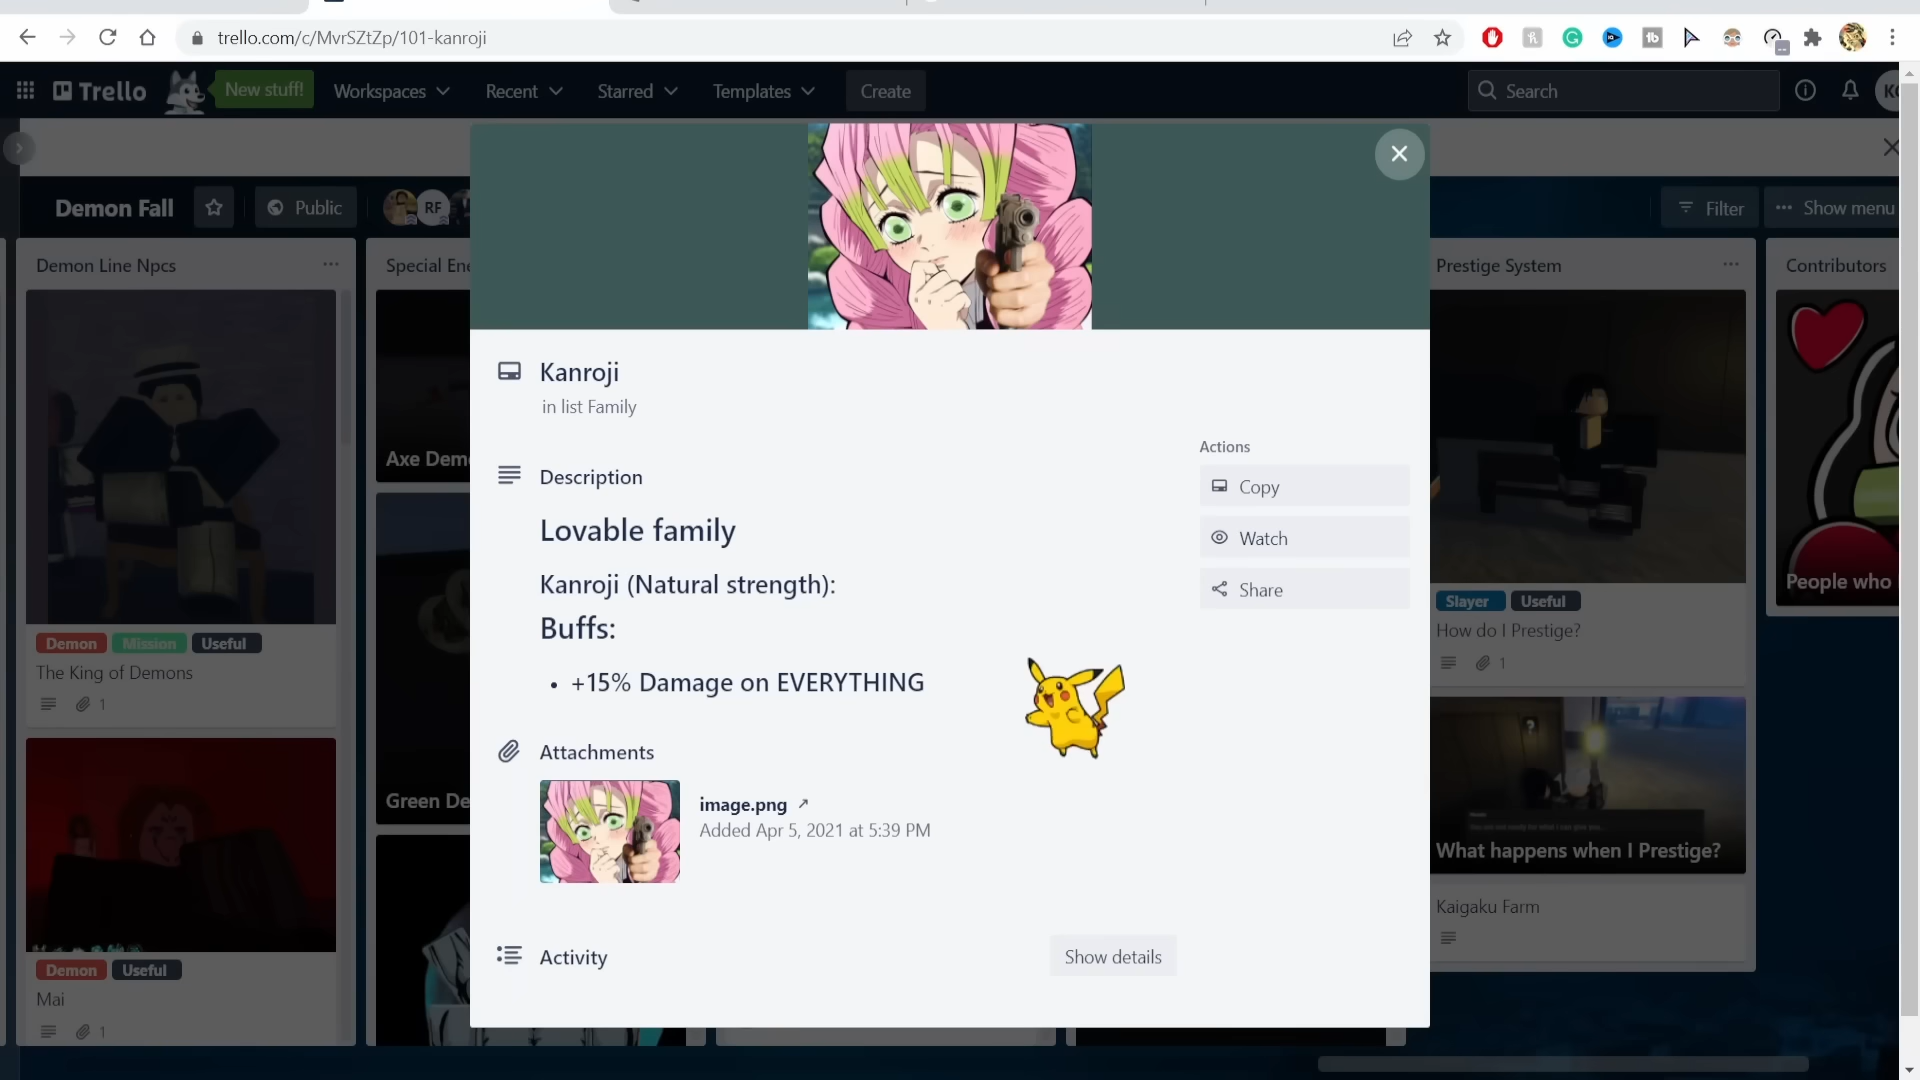 trello.com/c/MvrSZtZp/101-kanroji
Trello
New stuff!
Workspaces
Recent
Starred
Templates
Create
Search
Demon Fall
Public
RF
Filter
Show menu
Demon Line Npcs
Special Ene
Prestige System
Contributors
Kanroji
in list Family
Actions
Copy
Watch
Share
Description
Lovable family
Kanroji (Natural strength):
Buffs:
+15% Damage on EVERYTHING
Attachments
image.png
Added Apr 5, 2021 at 5:39 PM
Activity
Show details
Axe Dem
Demon Mission Useful
The King of Demons
1
Green De
Demon Useful
Mai
1
Slayer Useful
How do I Prestige?
1
What happens when I Prestige?
Kaigaku Farm
People who